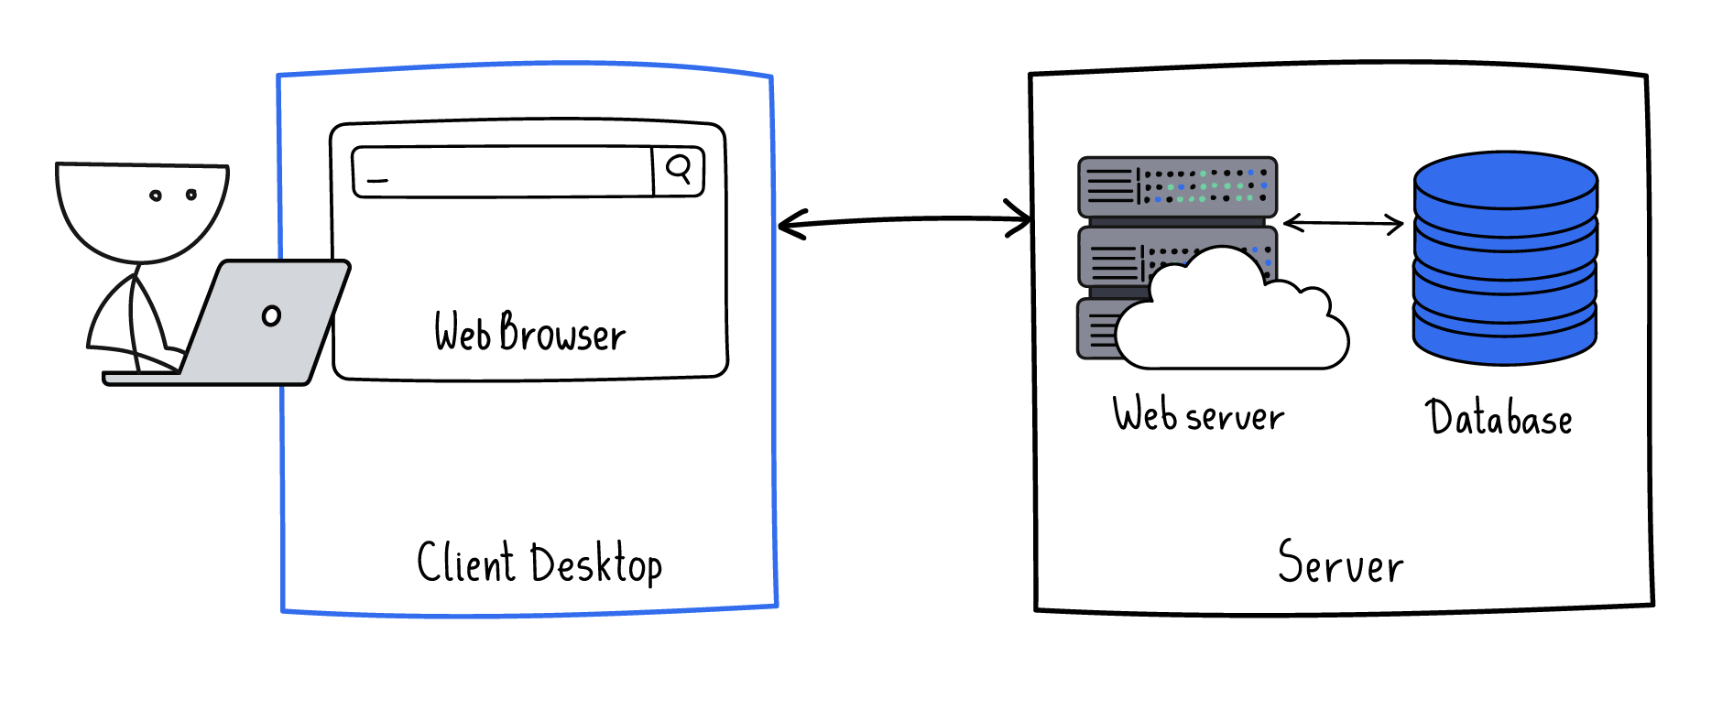 Web Browser
Client Desktop
Web server
Database
Server